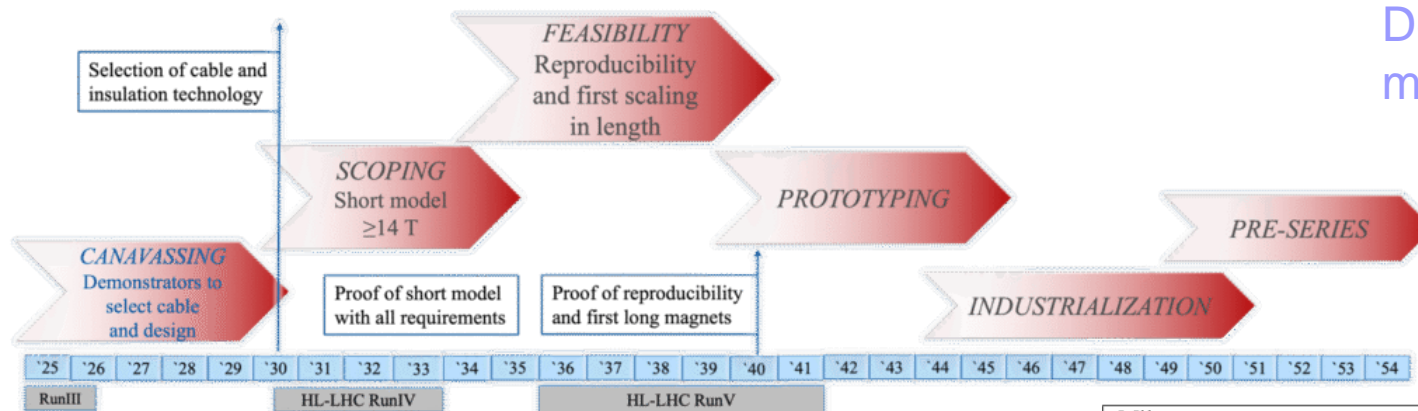 D
m
FEASIBILITY
Reproducibility
and first scaling
in length
Selection of cable and
insulation technology
SCOPING
Short model
≥14 T
PROTOTYPING
PRE-SERIES
CANAVASSING
Demonstrators to
select cable
and design
Proof of short model
with all requirements
Proof of reproducibility
and first long magnets
INDUSTRIALIZATION
`25 `26 `27 `28 `29 `30 `31 `32 `33 `34 `35 `36 `37 `38 `39 `40 `41 `42 `43 `44 `45 `46 `47 `48 `49 `50 `51 `52 `53 `54
RunIII HL-LHC RunIV HL-LHC RunV